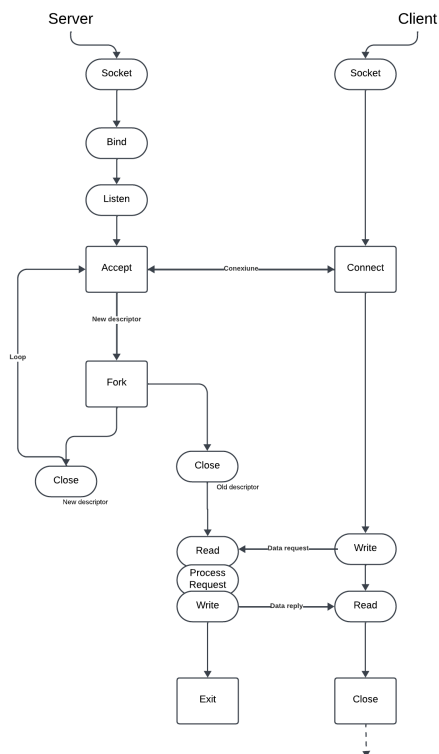 Server
Client
Socket
Socket
Bind
Listen
Accept
Conexiune
Connect
New descriptor
Loop
Fork
Close
New descriptor
Close
Old descriptor
Read
Data request
Write
Process
Request
Write
Data reply
Read
Exit
Close